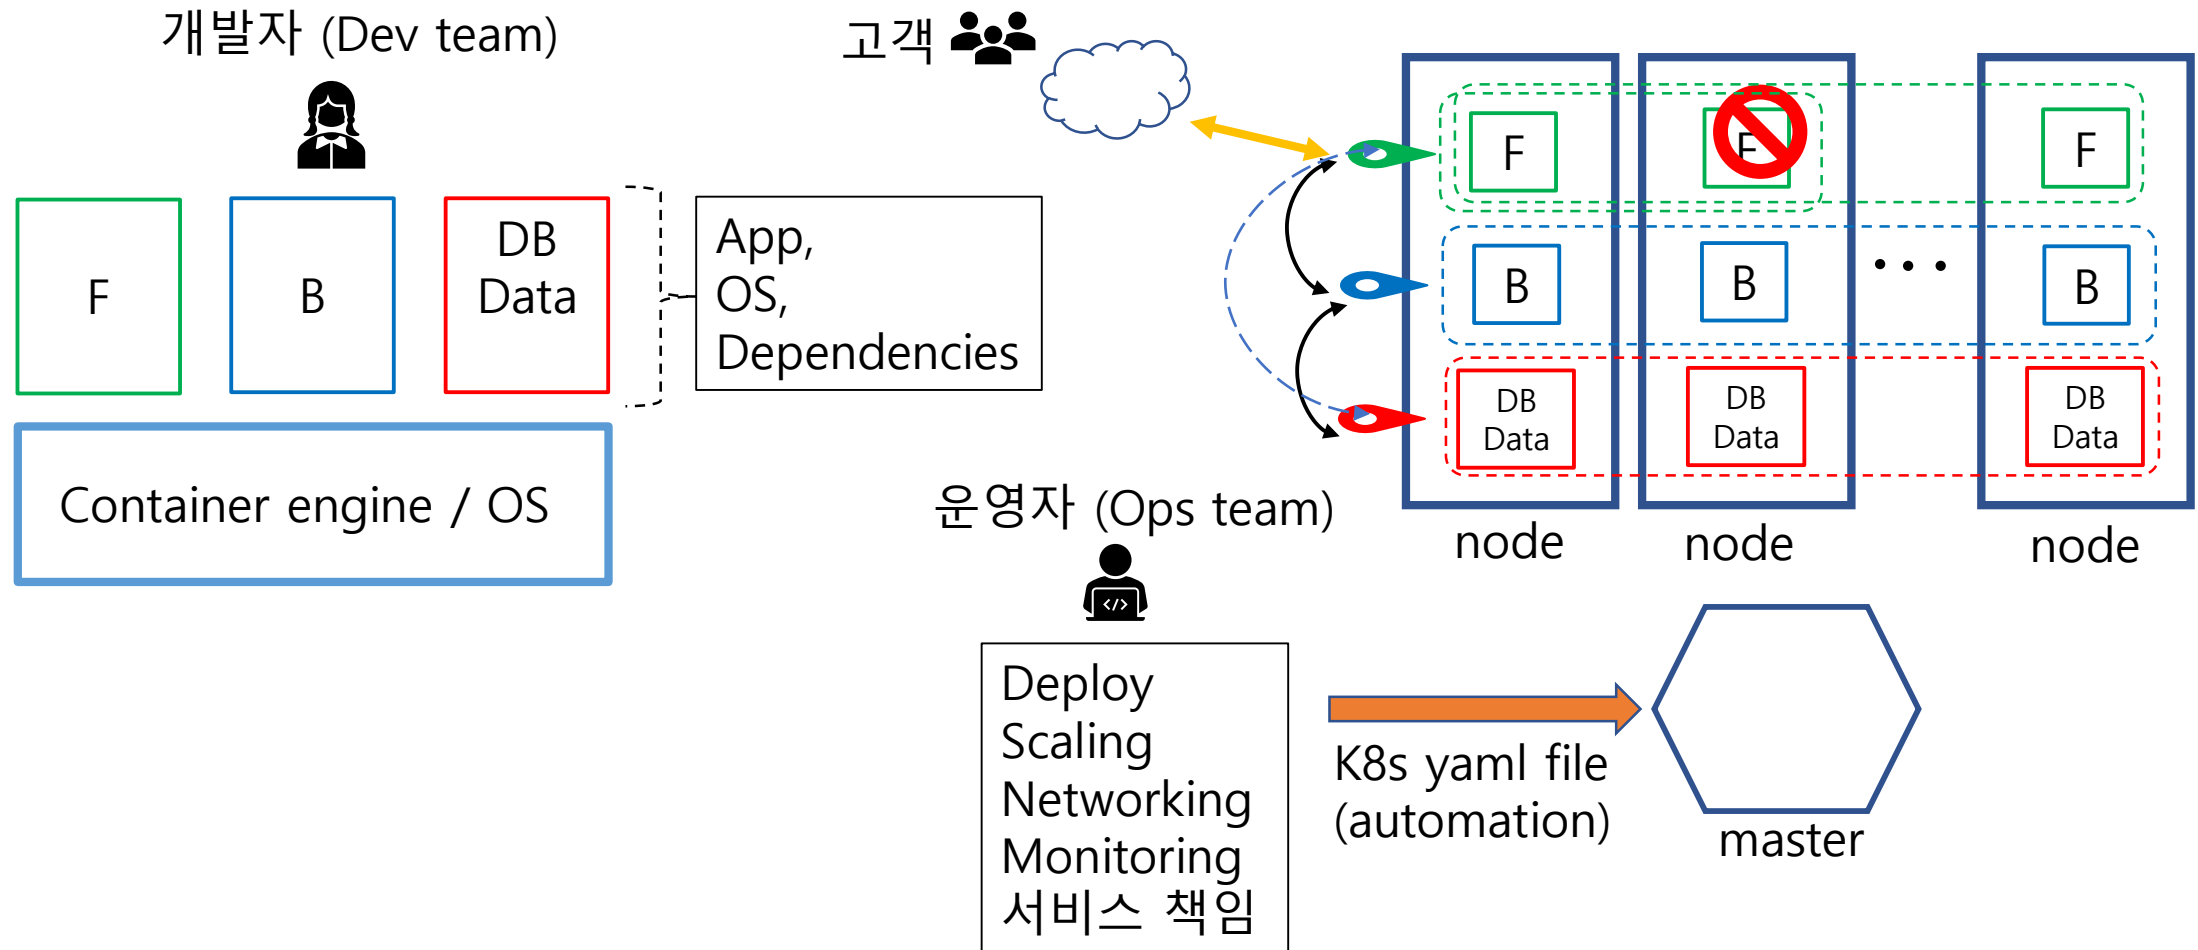 개발자 (Dev team)
F
B
DB
Data
App,
OS,
Dependencies
Container engine / OS
고객
F
F
F
B
B
...
B
DB
Data
DB
Data
DB
Data
node
node
node
운영자 (Ops team)
</>
Deploy
Scaling
Networking
Monitoring
서비스 책임
K8s yaml file
(automation)
master